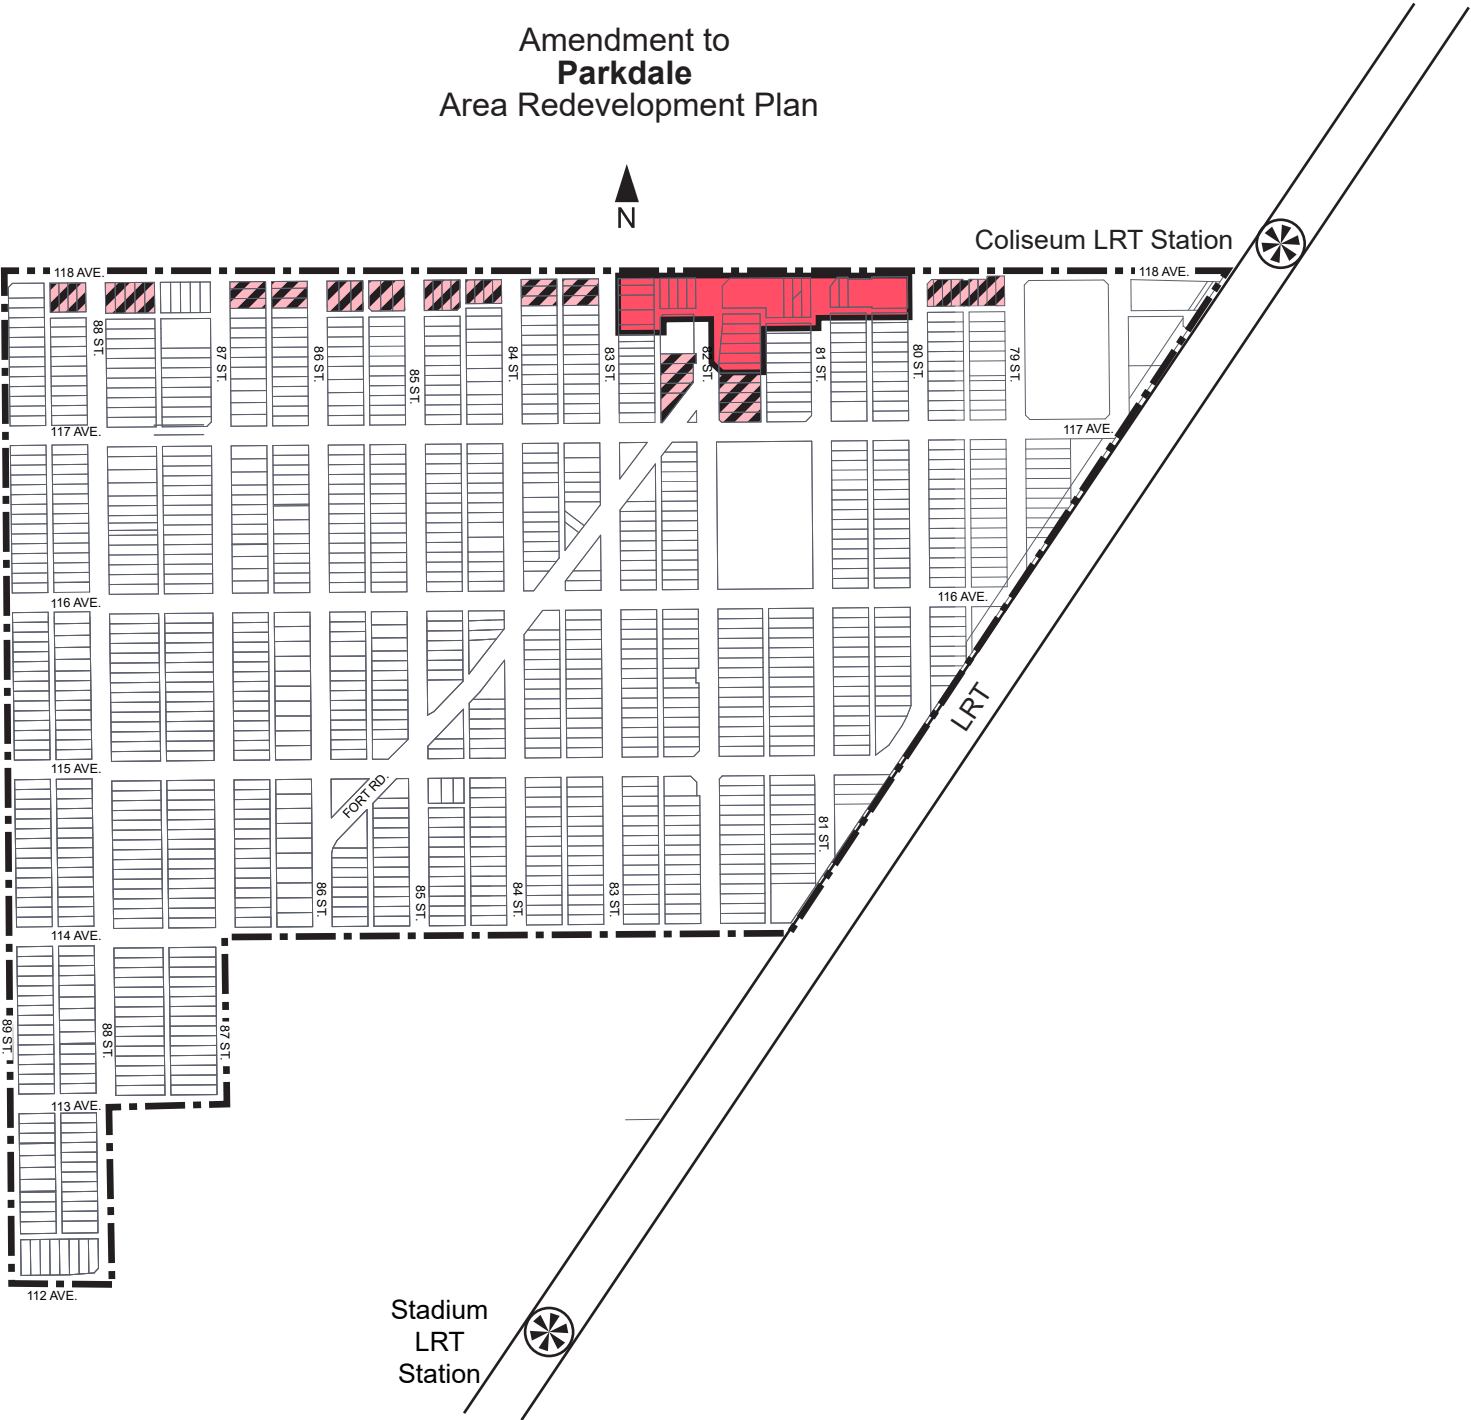 Amendment to
Parkdale
Area Redevelopment Plan
N
Coliseum LRT Station
118 AVE.
118 AVE.
88 ST.
87 ST.
86 ST.
85 ST.
84 ST.
83 ST.
82 ST.
81 ST.
80 ST.
79 ST.
117 AVE.
117 AVE.
116 AVE.
116 AVE.
LRT
115 AVE.
FORT RD.
81 ST.
86 ST.
85 ST.
84 ST.
83 ST.
114 AVE.
89 ST.
88 ST.
87 ST.
113 AVE.
112 AVE.
Stadium
LRT
Station